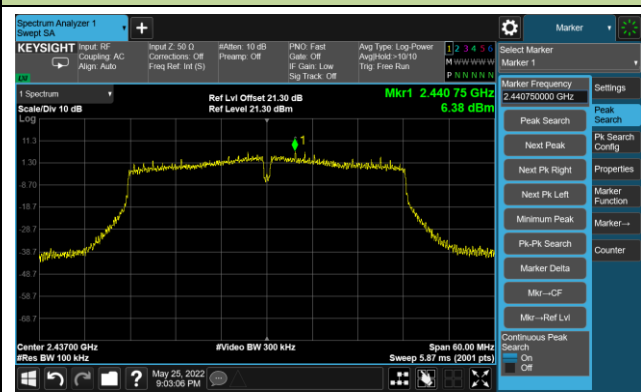 Spectrum Analyzer 1
Swept SA
Marker
KEYSIGHT
Input: RF
Coupling: AC
Align: Auto
Input Z: 50 Ω
Corrections: Off
Freq Ref: Int (S)
#Atten: 10 dB
Preamp: Off
PNO: Fast
Gate: Off
IF Gain: Low
Sig Track: Off
Avg Type: Log-Power
Avg|Hold:>10/10
Trig: Free Run
1 2 3 4 5 6
M W W W W W
P N N N N N
Select Marker
Marker 1
1 Spectrum
Scale/Div 10 dB
Log
Ref Lvl Offset 21.30 dB
Ref Level 21.30 dBm
Mkr1 2.440 75 GHz
6.38 dBm
1
11.3
1.30
-8.70
-18.7
-28.7
-38.7
-48.7
-58.7
-68.7
Center 2.43700 GHz
#Res BW 100 kHz
#Video BW 300 kHz
Span 60.00 MHz
Sweep 5.87 ms (2001 pts)
Marker Frequency
2.440750000 GHz
Peak Search
Next Peak
Next Pk Right
Next Pk Left
Minimum Peak
Pk-Pk Search
Marker Delta
Mkr→CF
Mkr→Ref Lvl
Continuous Peak
Search
On
Off
Settings
Peak
Search
Pk Search
Config
Properties
Marker
Function
Marker→
Counter
May 25, 2022
9:03:06 PM